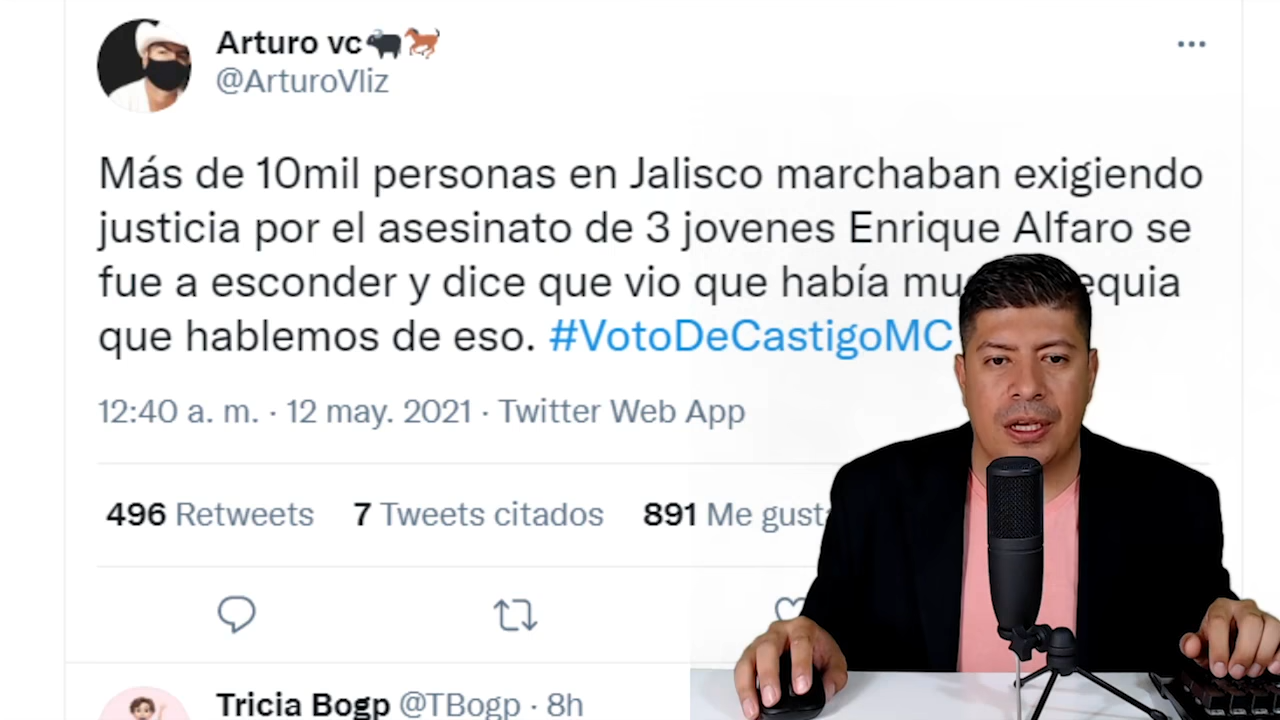 Arturo vc🐃🐎
@ArturoVliz
Más de 10mil personas en Jalisco marchaban exigiendo
justicia por el asesinato de 3 jovenes Enrique Alfaro se
fue a esconder y dice que vio que había
que hablemos de eso. #VotoDeCastigoMC
12:40 a. m. · 12 may. 2021 · Twitter Web App
496 Retweets 7 Tweets citados 891 Me
Tricia Bogp @TBogp · 8h